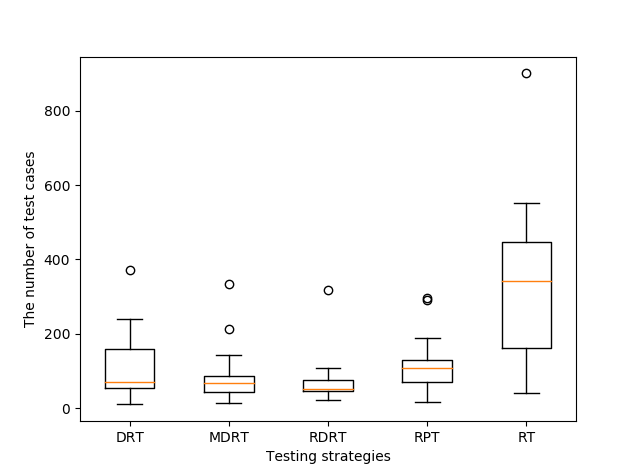 The number of test cases
800
600
400
200
0
DRT MDRT RDRT RPT RT
Testing strategies